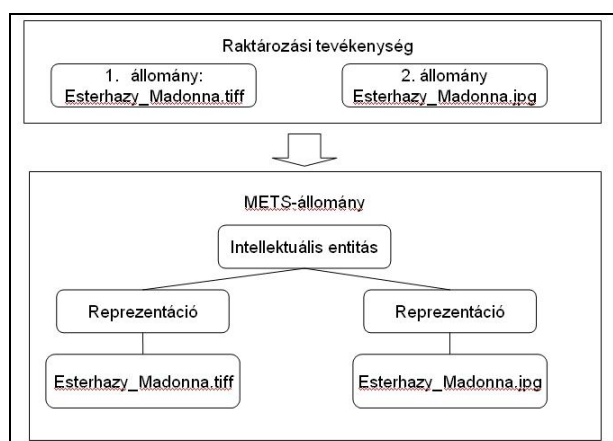 Raktározási tevékenység
1. állomány:
Esterhazy_Madonna.tiff
2. állomány
Esterhazy_Madonna.jpg
METS-állomány
Intellektuális entitás
Reprezentáció
Reprezentáció
Esterhazy_Madonna.tiff
Esterhazy_Madonna.jpg